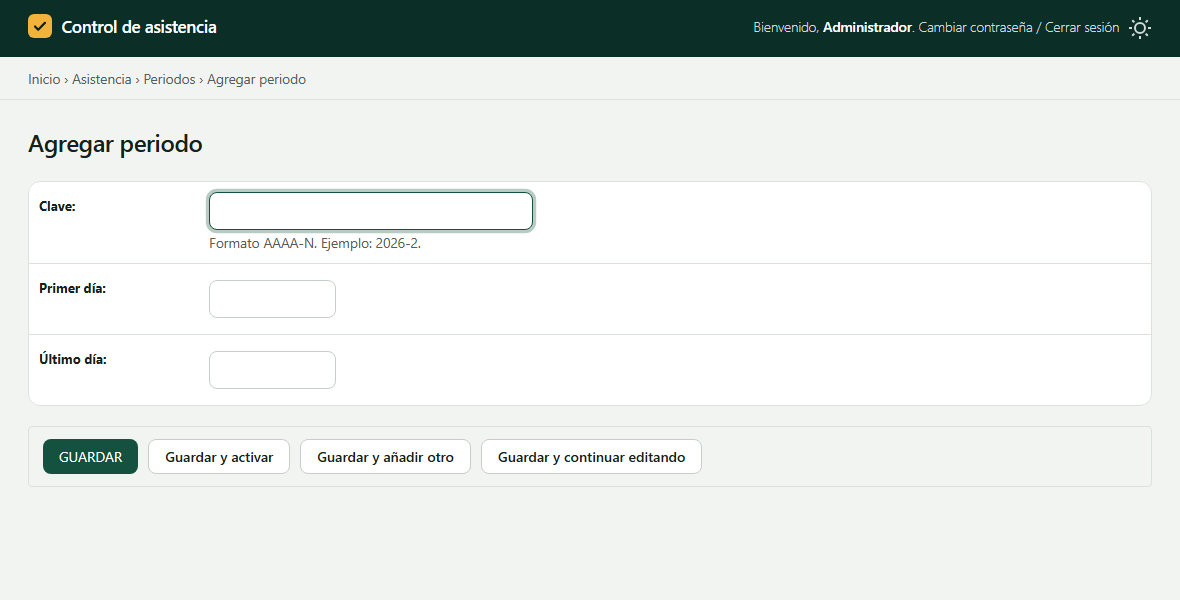 Control de asistencia
Bienvenido, Administrador. Cambiar contraseña / Cerrar sesión
Inicio › Asistencia › Periodos › Agregar periodo
Agregar periodo
Clave:
Formato AAAA-N. Ejemplo: 2026-2.
Primer día:
Último día:
GUARDAR
Guardar y activar
Guardar y añadir otro
Guardar y continuar editando